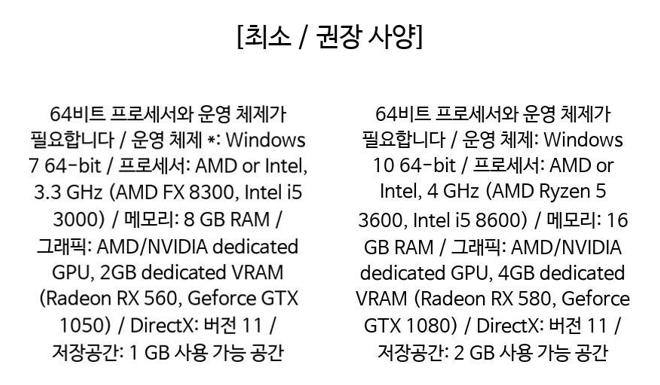 [최소 / 권장 사양]
64비트 프로세서와 운영 체제가
필요합니다 / 운영 체제 *: Windows
7 64-bit / 프로세서: AMD or Intel,
3.3 GHz (AMD FX 8300, Intel i5
3000) / 메모리: 8 GB RAM /
그래픽: AMD/NVIDIA dedicated
GPU, 2GB dedicated VRAM
(Radeon RX 560, Geforce GTX
1050) / DirectX: 버전 11 /
저장공간: 1 GB 사용 가능 공간
64비트 프로세서와 운영 체제가
필요합니다 / 운영 체제: Windows
10 64-bit / 프로세서: AMD or
Intel, 4 GHz (AMD Ryzen 5
3600, Intel i5 8600) / 메모리: 16
GB RAM / 그래픽: AMD/NVIDIA
dedicated GPU, 4GB dedicated
VRAM (Radeon RX 580, Geforce
GTX 1080) / DirectX: 버전 11 /
저장공간: 2 GB 사용 가능 공간